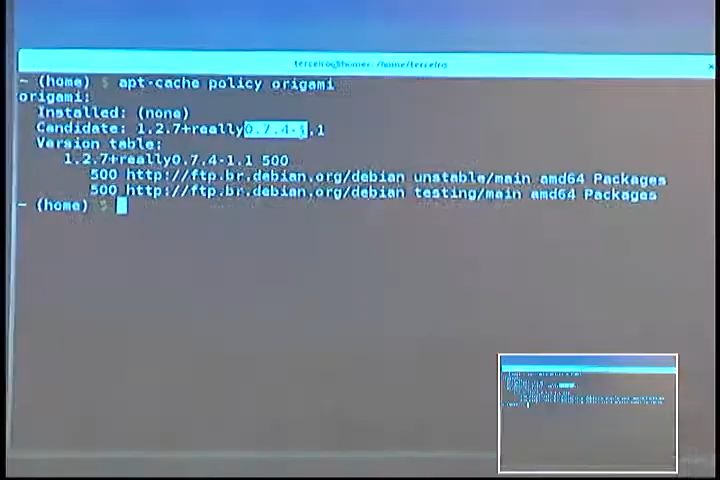 terceiro@homer: /home/terceiro
~ (home) $ apt-cache policy origami
origami:
Installed: (none)
Candidate: 1.2.7+really0.7.4-1.1
Version table:
1.2.7+really0.7.4-1.1 500
500 http://ftp.br.debian.org/debian unstable/main amd64 Packages
500 http://ftp.br.debian.org/debian testing/main amd64 Packages
~ (home) $